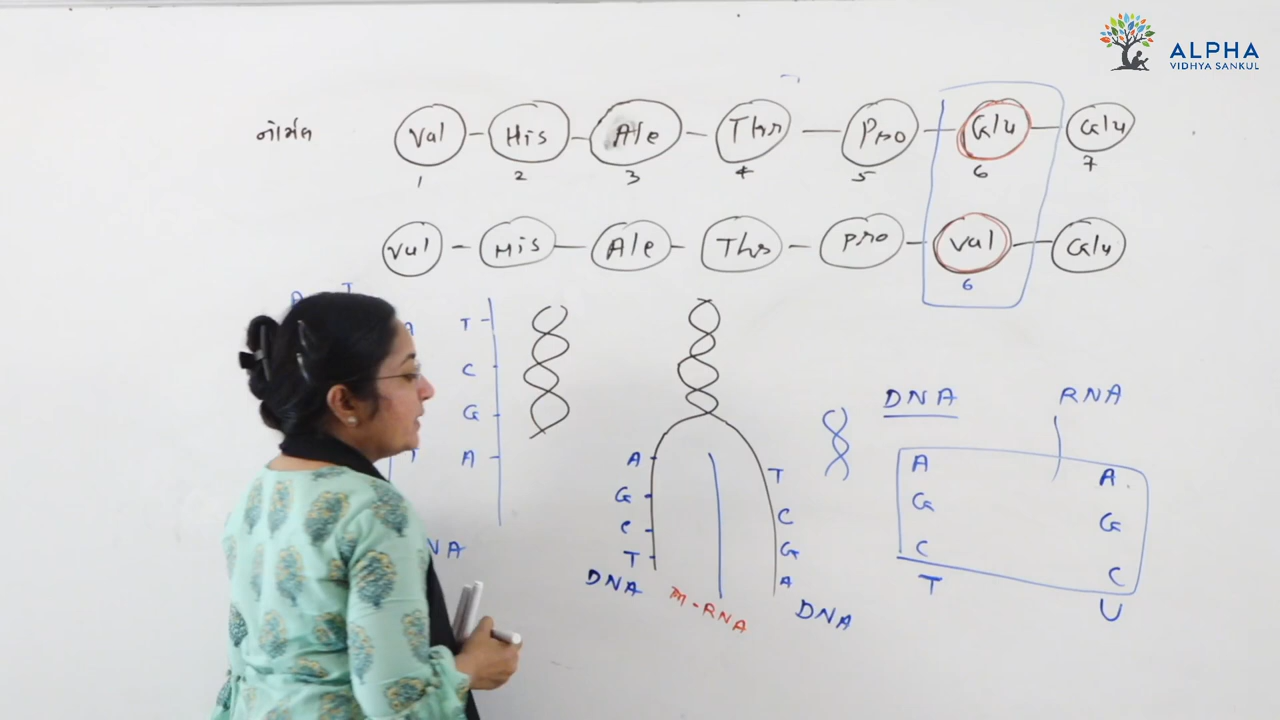 ALPHA
VIDHYA SANKUL
નોર્મલ Val - His - Ale - Thr - Pro - Glu - Glu
1 2 3 4 5 6 7
Val - His - Ale - Thr - Pro - Val - Glu
6
A T
A T
C
G
T A
DNA RNA
A T
G C
C G
T A
DNA m-RNA DNA
A A
G G
C C
T U